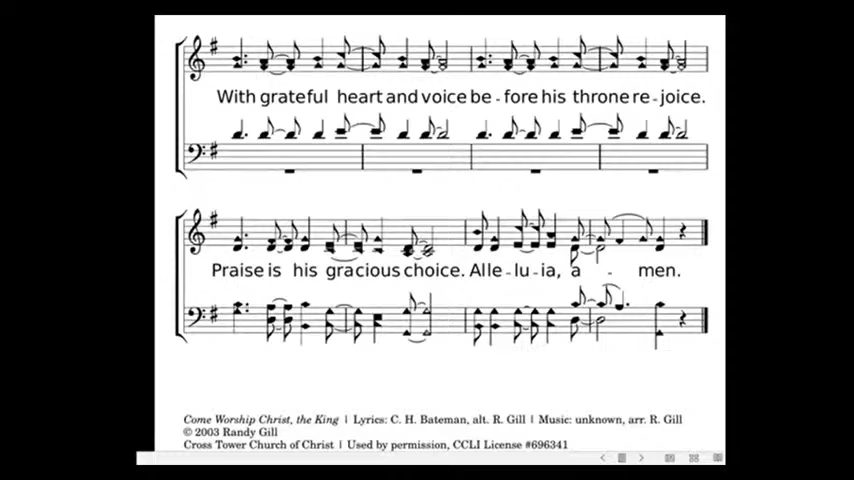 With grateful heart and voice be - fore his throne re - joice.
Praise is his gracious choice. Alle - lu - ia, a - men.
Come Worship Christ, the King | Lyrics: C. H. Bateman, alt. R. Gill | Music: unknown, arr. R. Gill
© 2003 Randy Gill
Cross Tower Church of Christ | Used by permission, CCLI License #696341